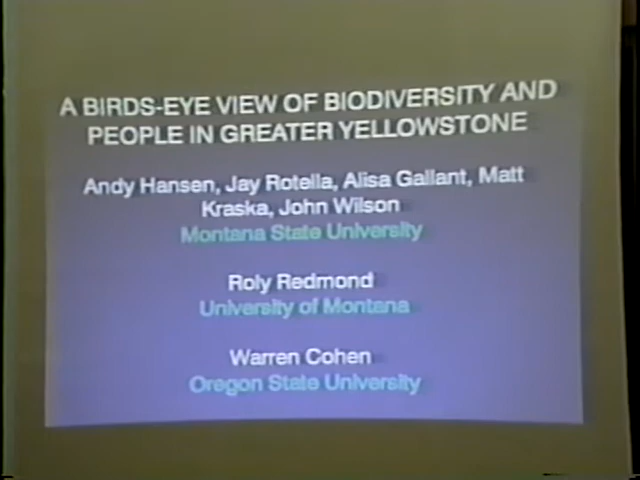 A BIRDS-EYE VIEW OF BIODIVERSITY AND
PEOPLE IN GREATER YELLOWSTONE
Andy Hansen, Jay Rotella, Alisa Gallant, Matt
Kraska, John Wilson
Montana State University
Roly Redmond
University of Montana
Warren Cohen
Oregon State University